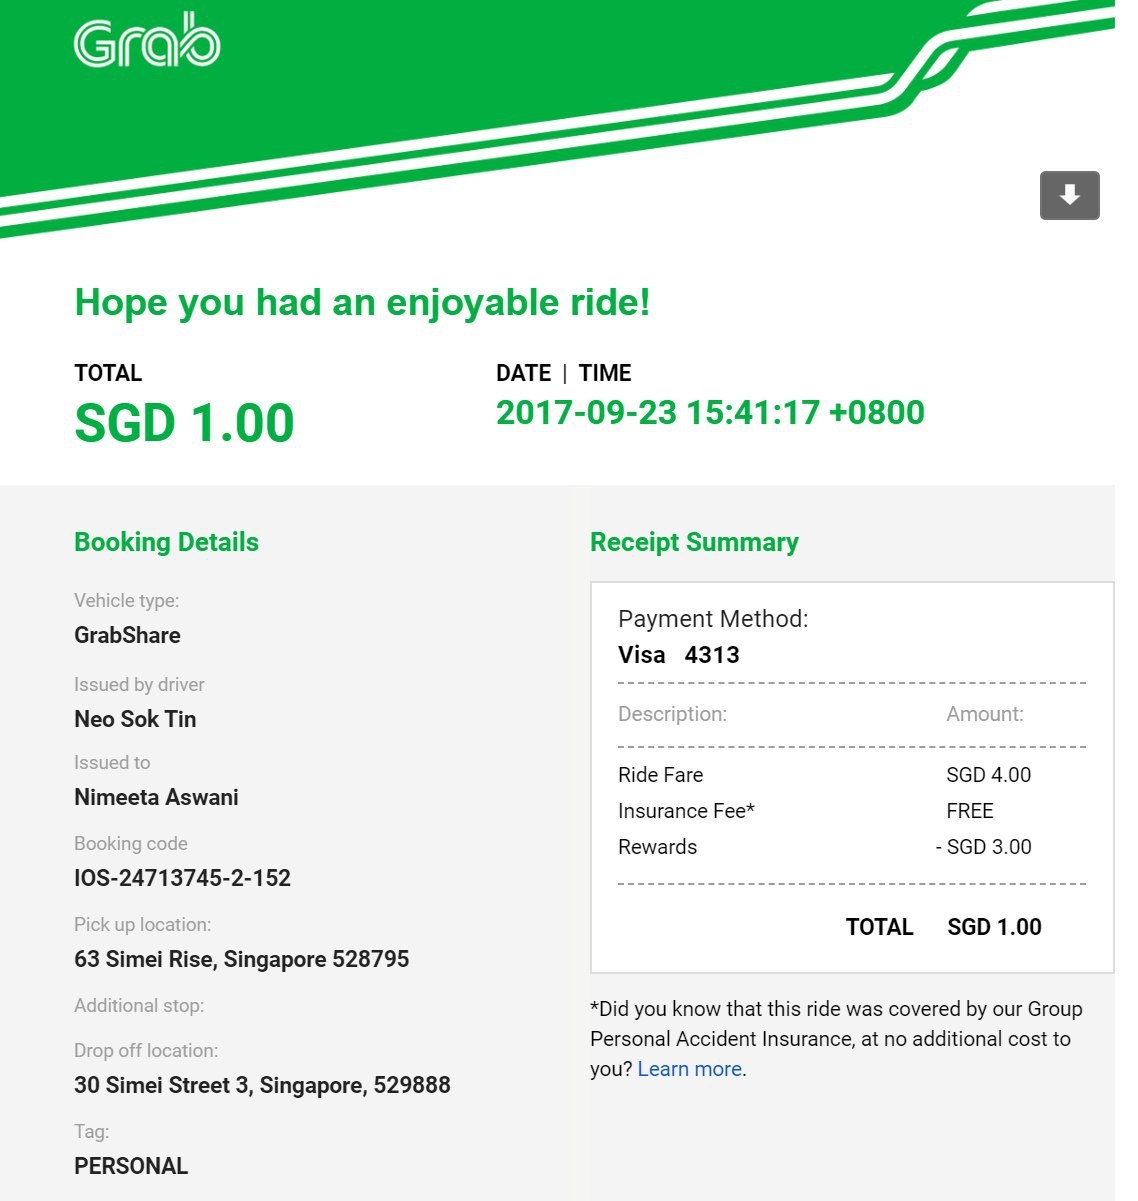 Grab
Hope you had an enjoyable ride!
TOTAL
SGD 1.00
DATE | TIME
2017-09-23 15:41:17 +0800
Booking Details
Vehicle type:
GrabShare
Issued by driver
Neo Sok Tin
Issued to
Nimeeta Aswani
Booking code
IOS-24713745-2-152
Pick up location:
63 Simei Rise, Singapore 528795
Additional stop:
Drop off location:
30 Simei Street 3, Singapore, 529888
Tag:
PERSONAL
Receipt Summary
Payment Method:
Visa 4313
Description: Amount:
Ride Fare SGD 4.00
Insurance Fee* FREE
Rewards - SGD 3.00
TOTAL SGD 1.00
*Did you know that this ride was covered by our Group
Personal Accident Insurance, at no additional cost to
you? Learn more.